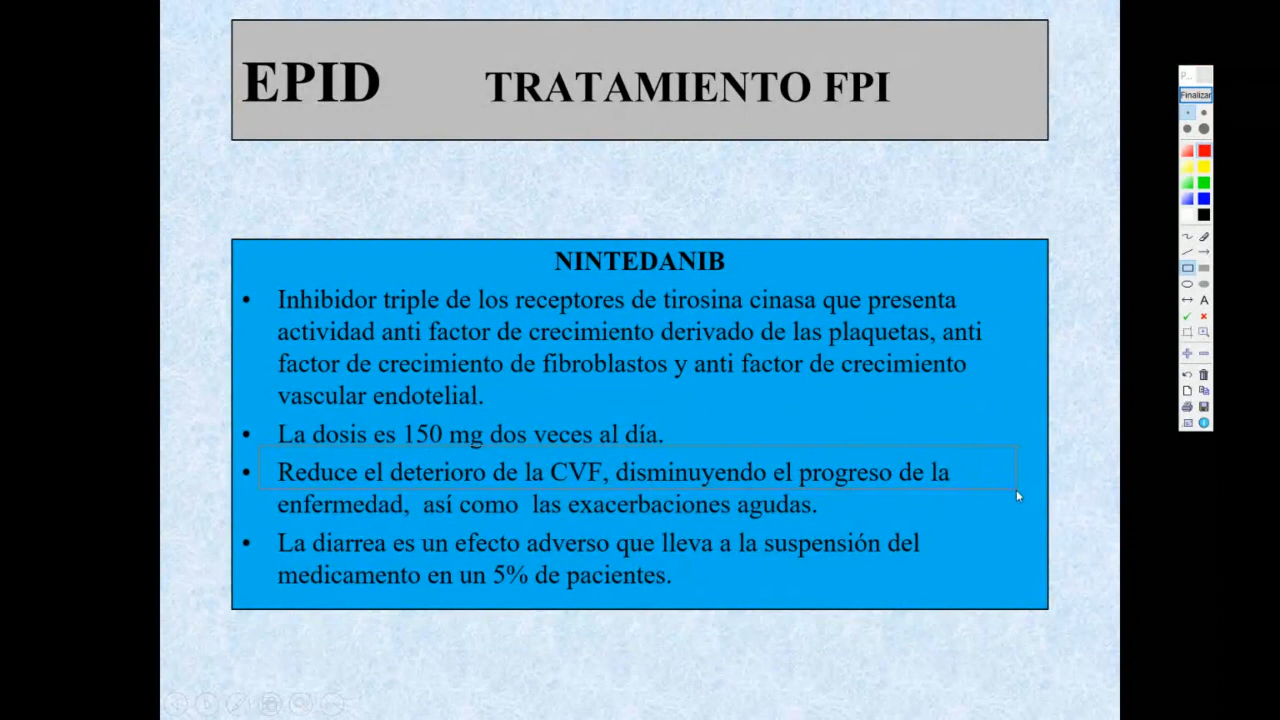 EPID TRATAMIENTO FPI
P...
Finalizar
NINTEDANIB
• Inhibidor triple de los receptores de tirosina cinasa que presenta
actividad anti factor de crecimiento derivado de las plaquetas, anti
factor de crecimiento de fibroblastos y anti factor de crecimiento
vascular endotelial.
• La dosis es 150 mg dos veces al día.
• Reduce el deterioro de la CVF, disminuyendo el progreso de la
enfermedad, así como las exacerbaciones agudas.
• La diarrea es un efecto adverso que lleva a la suspensión del
medicamento en un 5% de pacientes.